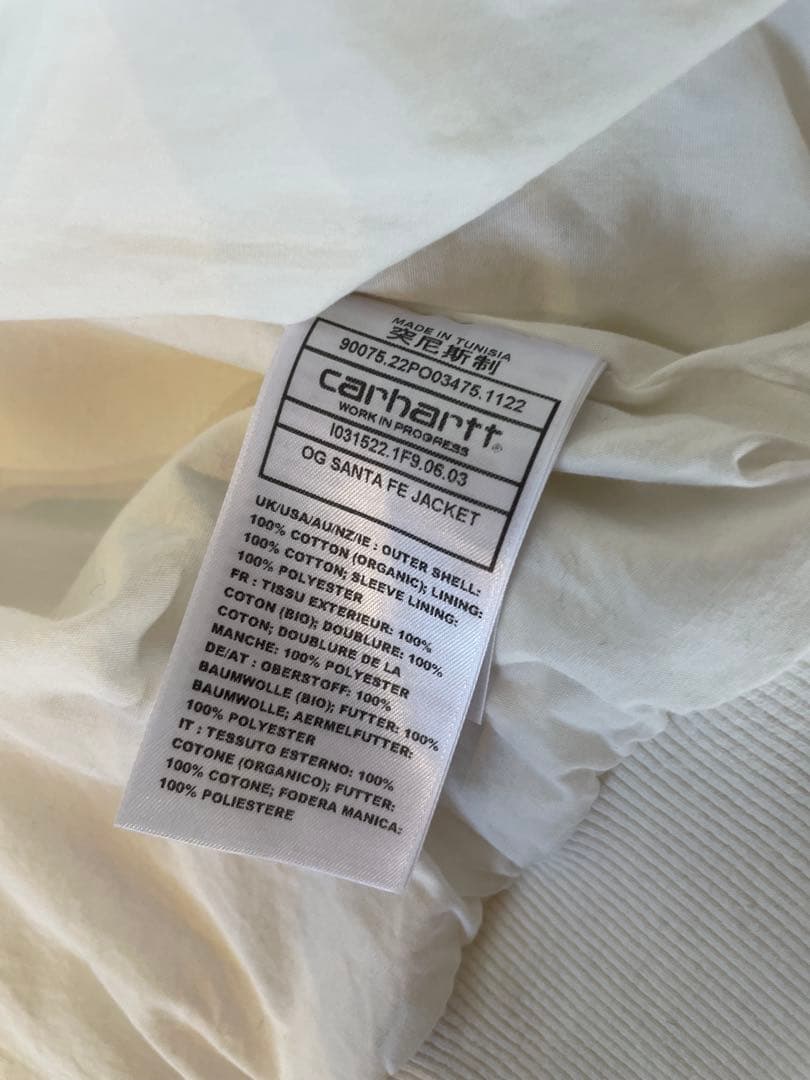 MADE IN TUNISIA
突尼斯制
90075.22PO03475.1122
carhartt®
WORK IN PROGRESS
I031522.1F9.06.03
OG SANTA FE JACKET
UK/USA/AU/NZ/IE : OUTER SHELL:
100% COTTON (ORGANIC); LINING:
100% COTTON; SLEEVE LINING:
100% POLYESTER
FR : TISSU EXTERIEUR: 100%
COTON (BIO); DOUBLURE: 100%
COTON; DOUBLURE DE LA
MANCHE: 100% POLYESTER
DE/AT : OBERSTOFF: 100%
BAUMWOLLE (BIO); FUTTER: 100%
BAUMWOLLE; AERMELFUTTER:
100% POLYESTER
IT : TESSUTO ESTERNO: 100%
COTONE (ORGANICO); FUTTER:
100% COTONE; FODERA MANICA:
100% POLIESTERE